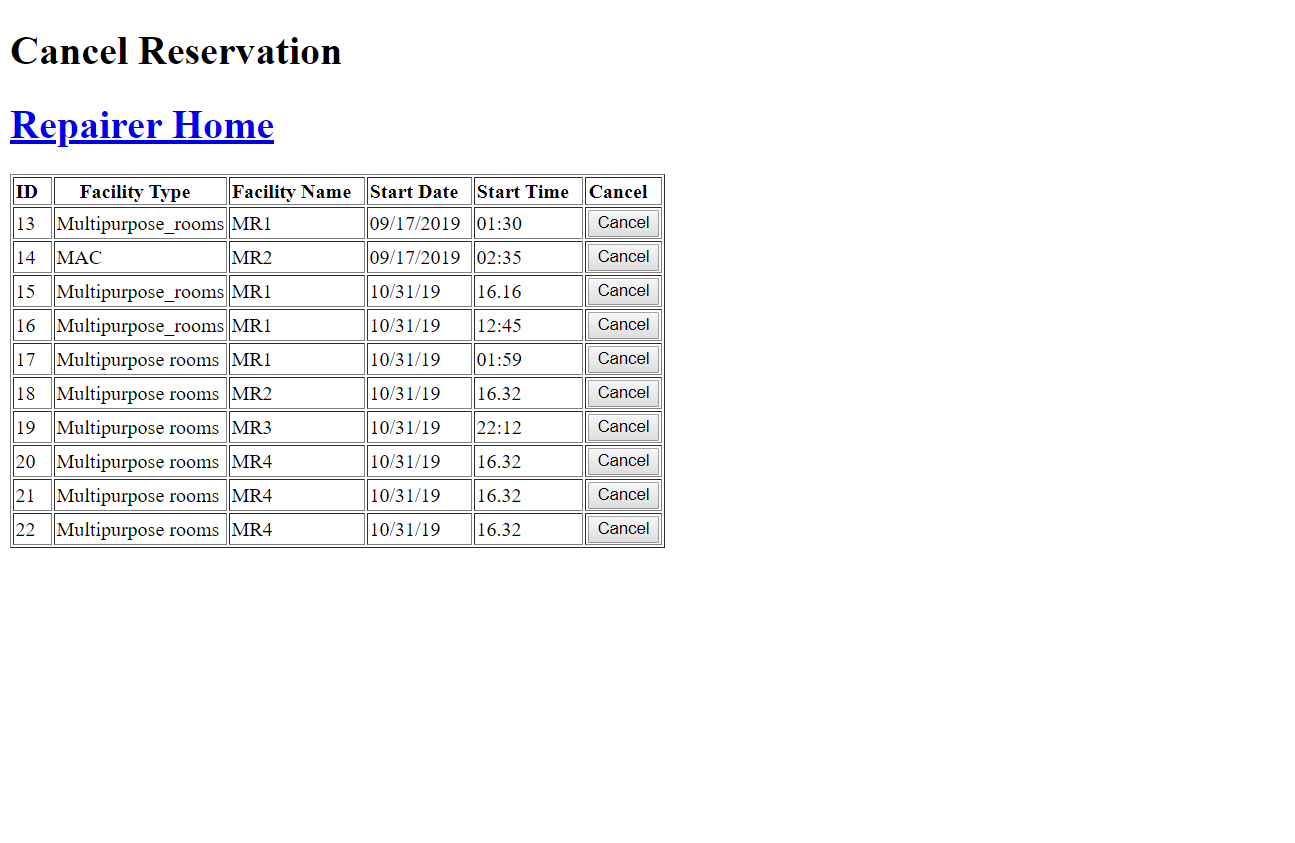 Cancel Reservation
Repairer Home
ID Facility Type Facility Name Start Date Start Time Cancel
13 Multipurpose_rooms MR1 09/17/2019 01:30 Cancel
14 MAC MR2 09/17/2019 02:35 Cancel
15 Multipurpose_rooms MR1 10/31/19 16.16 Cancel
16 Multipurpose_rooms MR1 10/31/19 12:45 Cancel
17 Multipurpose rooms MR1 10/31/19 01:59 Cancel
18 Multipurpose rooms MR2 10/31/19 16.32 Cancel
19 Multipurpose rooms MR3 10/31/19 22:12 Cancel
20 Multipurpose rooms MR4 10/31/19 16.32 Cancel
21 Multipurpose rooms MR4 10/31/19 16.32 Cancel
22 Multipurpose rooms MR4 10/31/19 16.32 Cancel